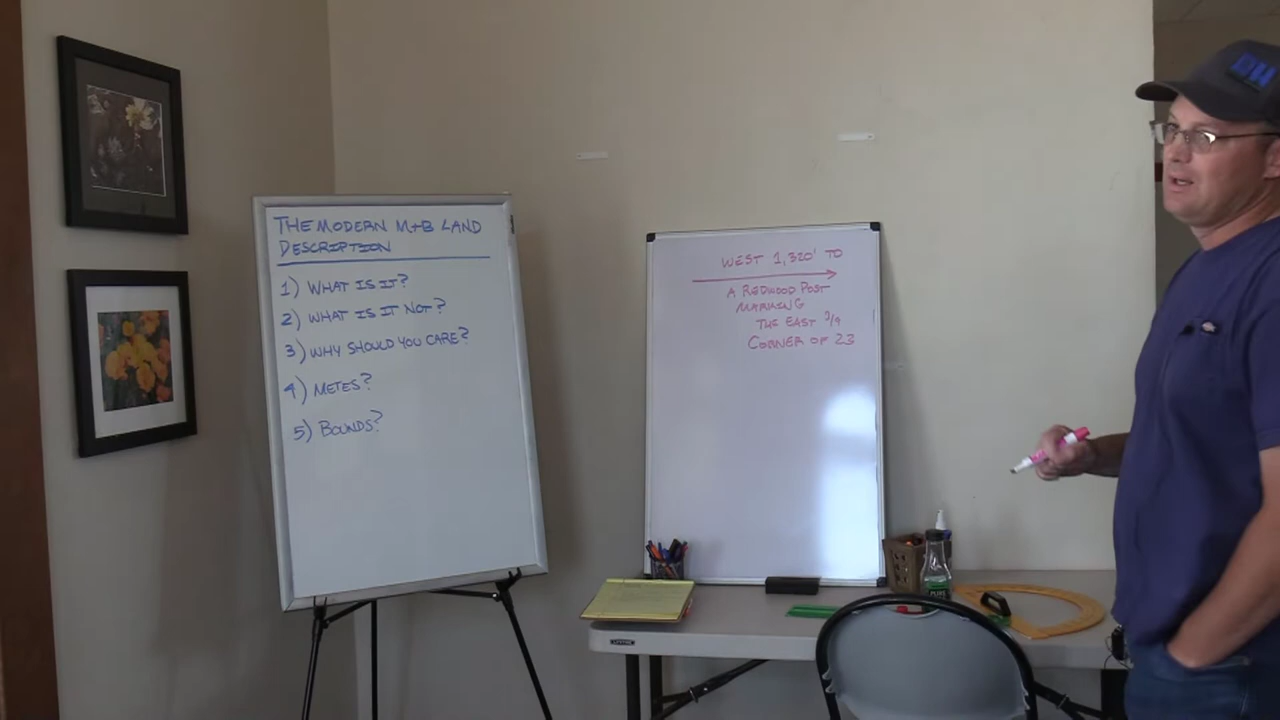 THE MODERN M+B LAND
DESCRIPTION
1) WHAT IS IT?
2) WHAT IS IT NOT?
3) WHY SHOULD YOU CARE?
4) METES?
5) BOUNDS?
WEST 1,320' TO
A REDWOOD POST
MARKING
THE EAST 1/4
CORNER OF 23
LIFETIME